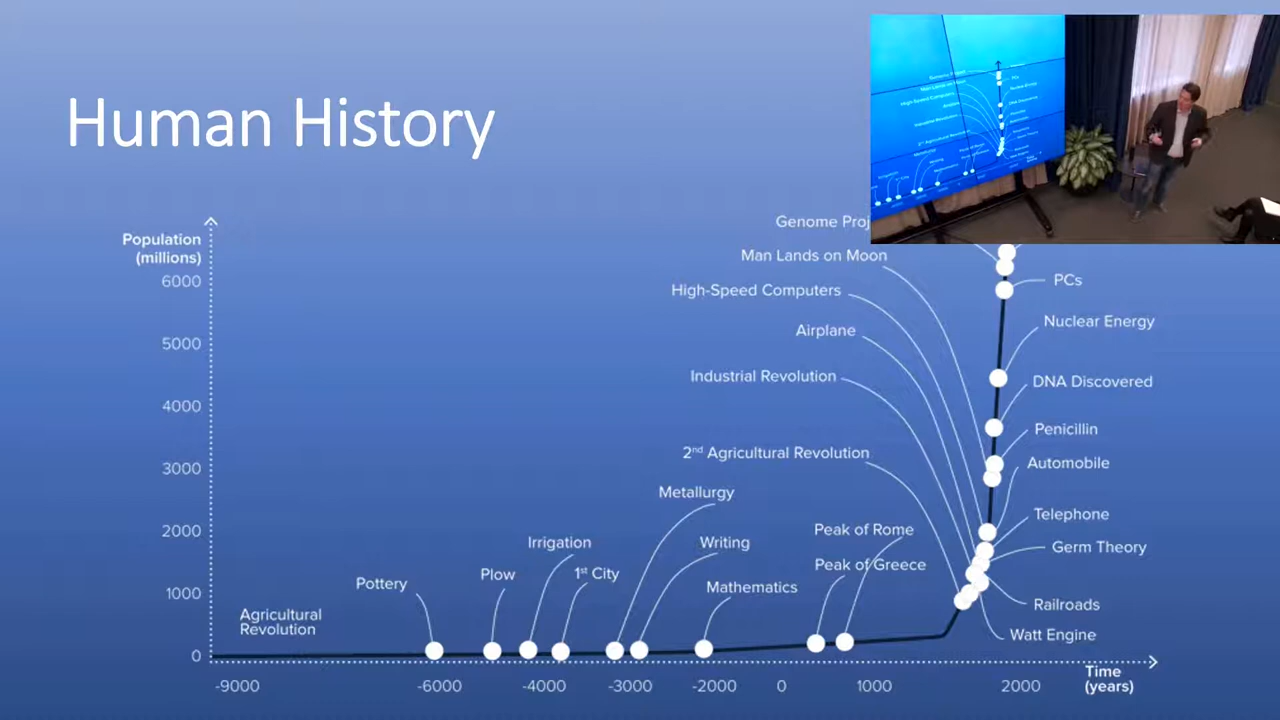 Human History
Population
(millions)
6000
5000
4000
3000
2000
1000
0
Agricultural
Revolution
Pottery
Plow
Irrigation
1st City
Metallurgy
Writing
Mathematics
Peak of Rome
Peak of Greece
2nd Agricultural Revolution
Industrial Revolution
Airplane
High-Speed Computers
Man Lands on Moon
Genome
PCs
Nuclear Energy
DNA Discovered
Penicillin
Automobile
Telephone
Germ Theory
Railroads
Watt Engine
-9000
-6000
-4000
-3000
-2000
0
1000
2000
Time
(years)